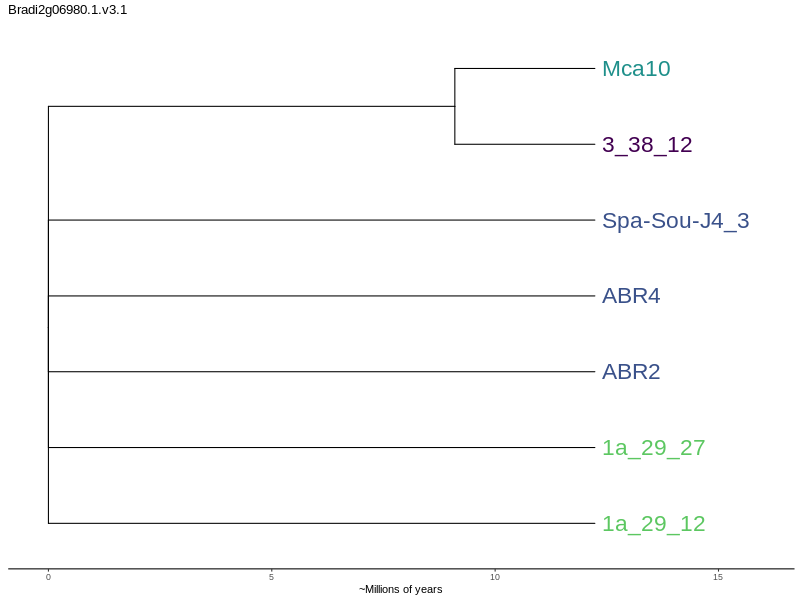 Bradi2g06980.1.v3.1
Mca10
3_38_12
Spa-Sou-J4_3
ABR4
ABR2
1a_29_27
1a_29_12
0 5 10 15
~Millions of years